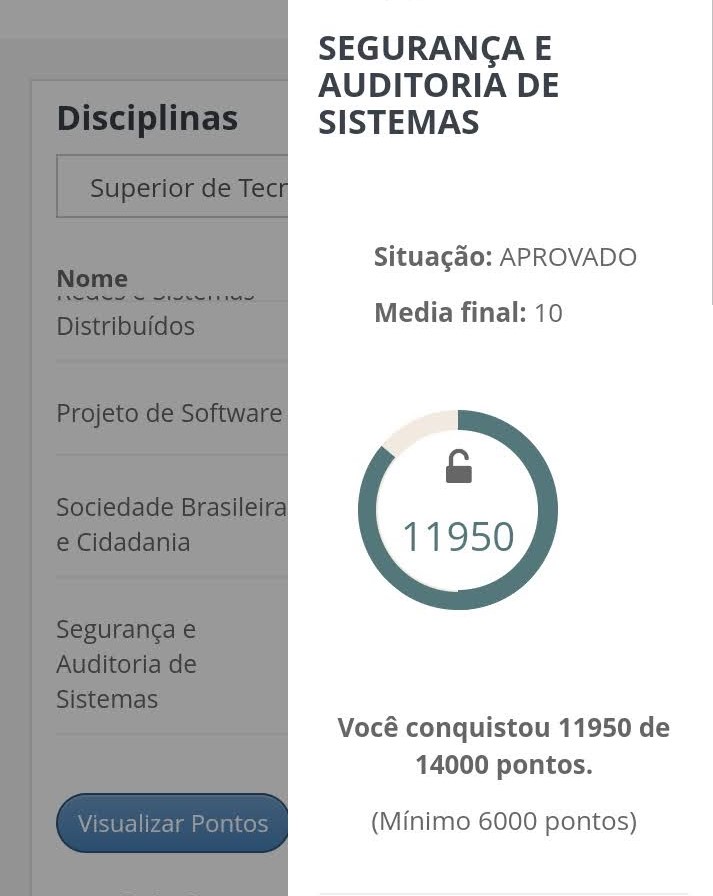 Disciplinas
Superior de Tecr
Nome
Redes e Sistemas
Distribuídos
Projeto de Software
Sociedade Brasileira
e Cidadania
Segurança e
Auditoria de
Sistemas
Visualizar Pontos
SEGURANÇA E
AUDITORIA DE
SISTEMAS
Situação: APROVADO
Media final: 10
11950
Você conquistou 11950 de
14000 pontos.
(Mínimo 6000 pontos)